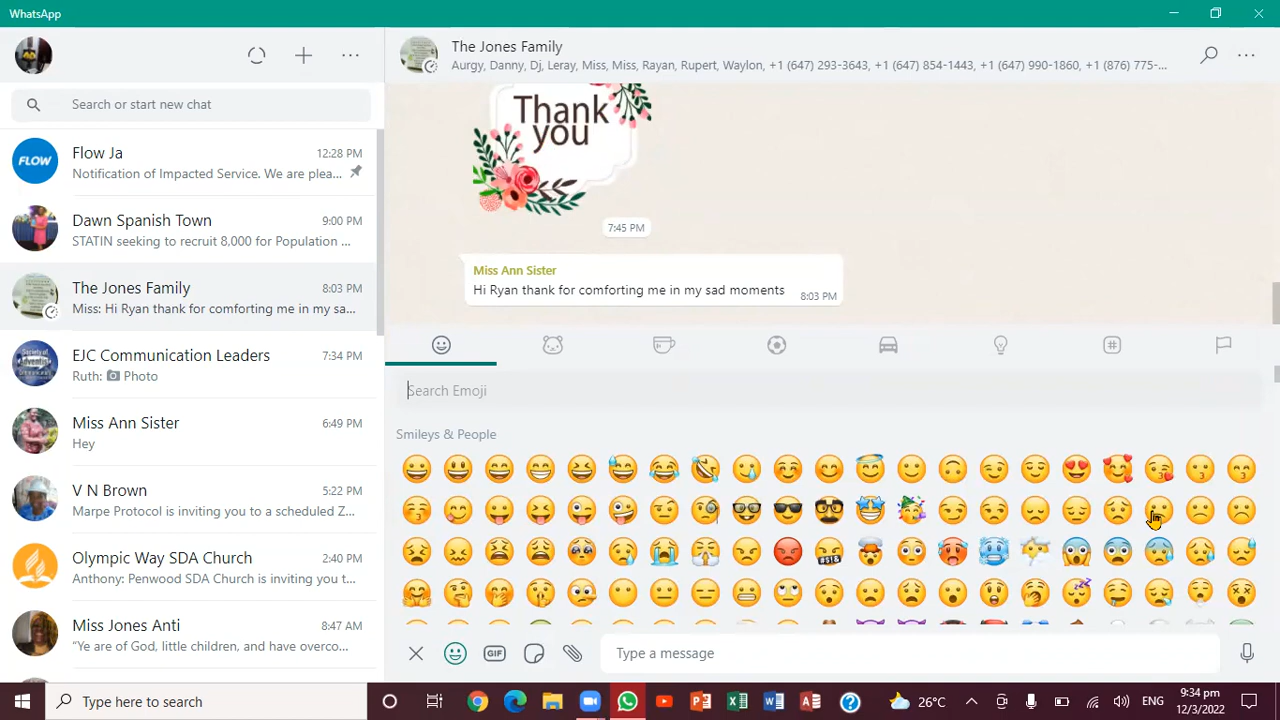 WhatsApp
Search or start new chat
Flow Ja
12:28 PM
Notification of Impacted Service. We are plea...
Dawn Spanish Town
9:00 PM
STATIN seeking to recruit 8,000 for Population ...
The Jones Family
8:03 PM
Miss: Hi Ryan thank for comforting me in my sa...
EJC Communication Leaders
7:34 PM
Ruth: Photo
Miss Ann Sister
6:49 PM
Hey
V N Brown
5:22 PM
Marpe Protocol is inviting you to a scheduled Z...
Olympic Way SDA Church
2:40 PM
Anthony: Penwood SDA Church is inviting you t...
Miss Jones Anti
8:47 AM
"Ye are of God, little children, and have overco...
FLOW
The Jones Family
Aurgy, Danny, Dj, Leray, Miss, Miss, Rayan, Rupert, Waylon, +1 (647) 293-3643, +1 (647) 854-1443, +1 (647) 990-1860, +1 (876) 775-...
Thank
you
7:45 PM
Miss Ann Sister
Hi Ryan thank for comforting me in my sad moments
8:03 PM
Search Emoji
Smileys & People
GIF
Type a message
Type here to search
26°C
ENG
9:34 pm
12/3/2022